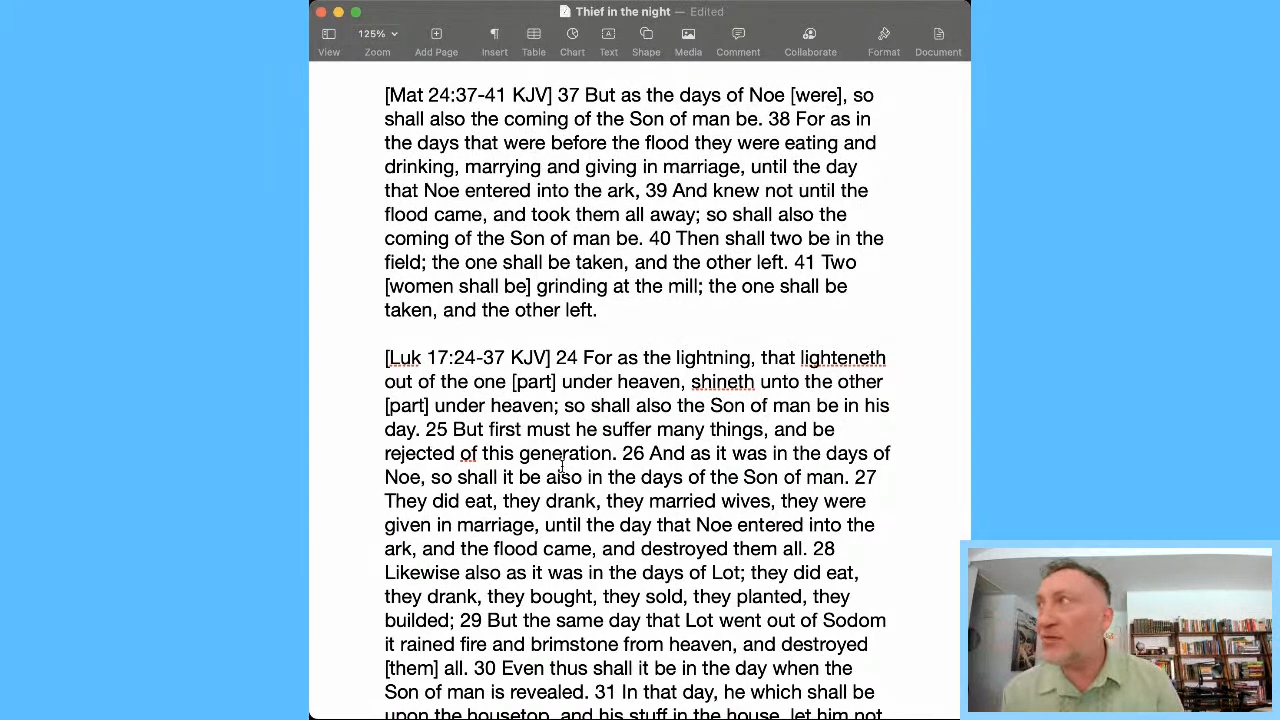 Thief in the night — Edited
125%
View Zoom Add Page Insert Table Chart Text Shape Media Comment Collaborate Format Document
[Mat 24:37-41 KJV] 37 But as the days of Noe [were], so
shall also the coming of the Son of man be. 38 For as in
the days that were before the flood they were eating and
drinking, marrying and giving in marriage, until the day
that Noe entered into the ark, 39 And knew not until the
flood came, and took them all away; so shall also the
coming of the Son of man be. 40 Then shall two be in the
field; the one shall be taken, and the other left. 41 Two
[women shall be] grinding at the mill; the one shall be
taken, and the other left.
[Luk 17:24-37 KJV] 24 For as the lightning, that lighteneth
out of the one [part] under heaven, shineth unto the other
[part] under heaven; so shall also the Son of man be in his
day. 25 But first must he suffer many things, and be
rejected of this generation. 26 And as it was in the days of
Noe, so shall it be also in the days of the Son of man. 27
They did eat, they drank, they married wives, they were
given in marriage, until the day that Noe entered into the
ark, and the flood came, and destroyed them all. 28
Likewise also as it was in the days of Lot; they did eat,
they drank, they bought, they sold, they planted, they
builded; 29 But the same day that Lot went out of Sodom
it rained fire and brimstone from heaven, and destroyed
[them] all. 30 Even thus shall it be in the day when the
Son of man is revealed. 31 In that day, he which shall be
upon the housetop, and his stuff in the house, let him not